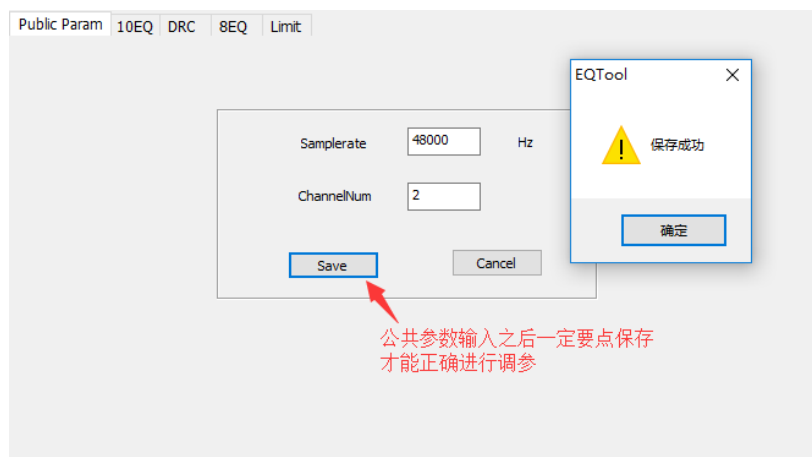 Public Param 10EQ DRC 8EQ Limit
EQTool
保存成功
确定
Samplerate 48000 Hz
ChannelNum 2
Save Cancel
公共参数输入之后一定要点保存
才能正确进行调参